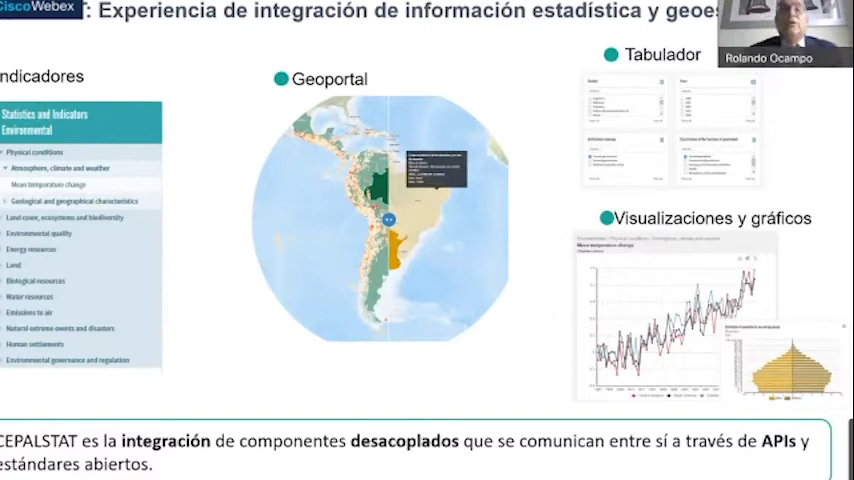 CiscoWebex
T: Experiencia de integración de información estadística y geoes
Rolando Ocampo
ndicadores
Geoportal
Tabulador
Statistics and Indicators
Environmental
Physical conditions
Atmosphere, climate and weather
Mean temperature change
Geological and geographical characteristics
Land cover, ecosystems and biodiversity
Environmental quality
Energy resources
Land
Biological resources
Water resources
Emissions to air
Natural extreme events and disasters
Human settlements
Environmental governance and regulation
Visualizaciones y gráficos
Mean temperature change
CEPALSTAT es la integración de componentes desacoplados que se comunican entre sí a través de APIs y
estándares abiertos.